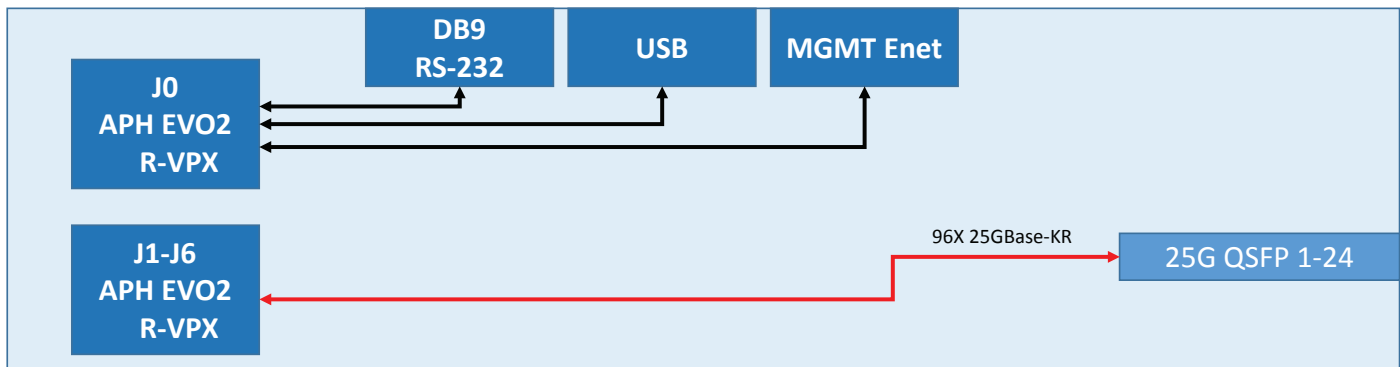 DB9
RS-232
USB
MGMT Enet
J0
APH EVO2
R-VPX
J1-J6
APH EVO2
R-VPX
96X 25GBase-KR
25G QSFP 1-24